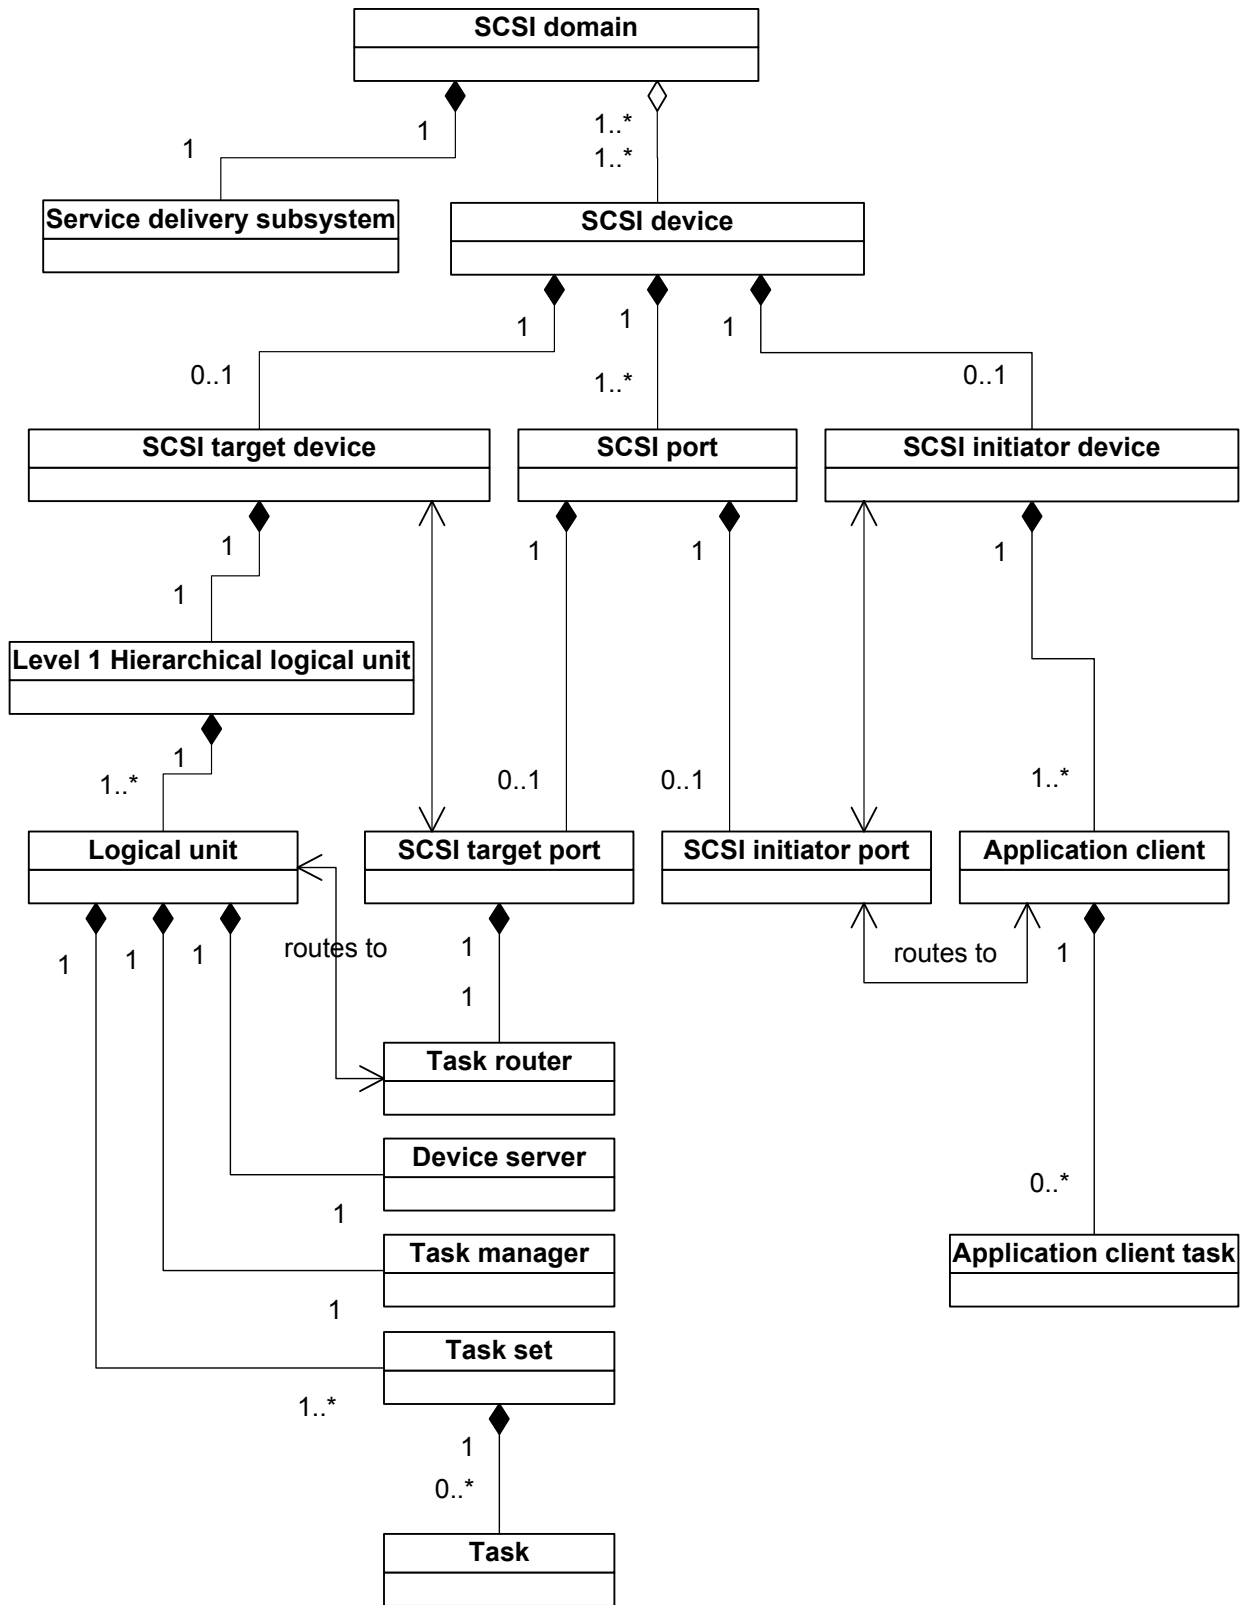 SCSI domain
1
1..*
1
1..*
Service delivery subsystem
SCSI device
1
1
1
0..1
1..*
0..1
SCSI target device
SCSI port
SCSI initiator device
1
1
1
1
1
Level 1 Hierarchical logical unit
1
1..*
0..1
0..1
1..*
Logical unit
SCSI target port
SCSI initiator port
Application client
1
1
1
routes to
1
routes to
1
1
Task router
Device server
0..*
1
Task manager
Application client task
1
Task set
1..*
1
0..*
Task